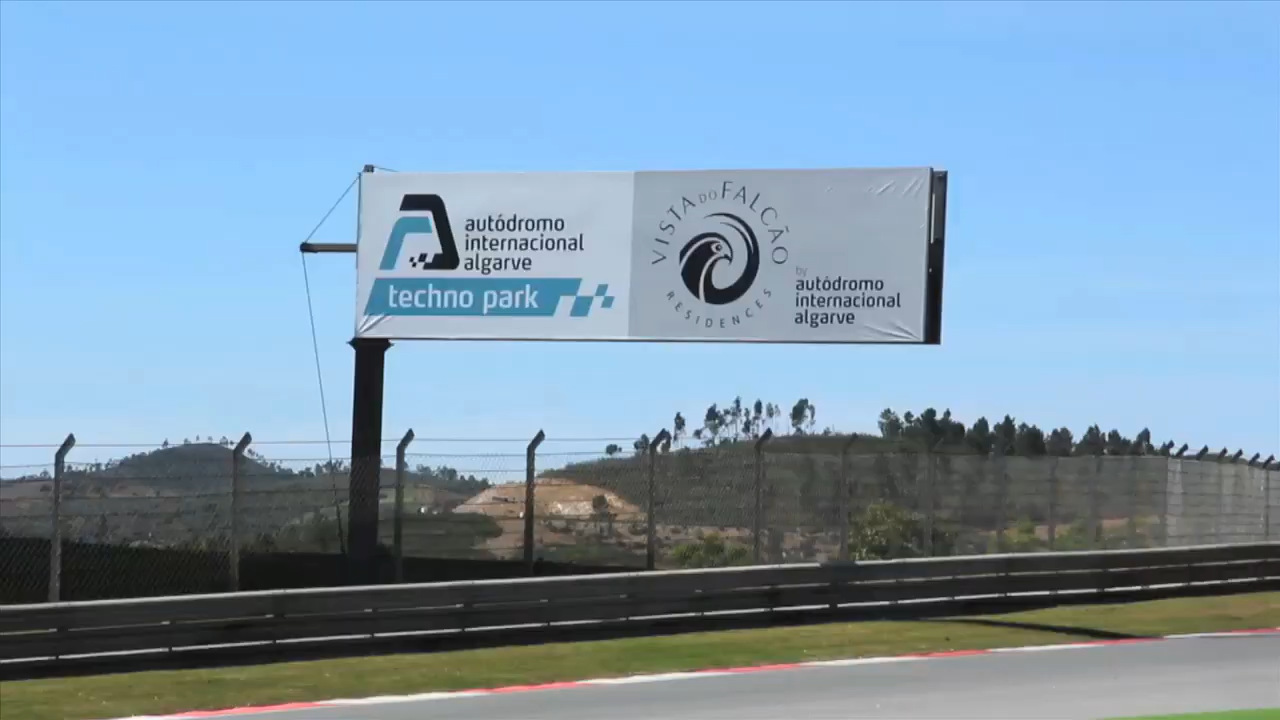 autódromo
internacional
algarve
techno park
VISTA DO FALCÃO
RESIDENCES
by
autódromo
internacional
algarve